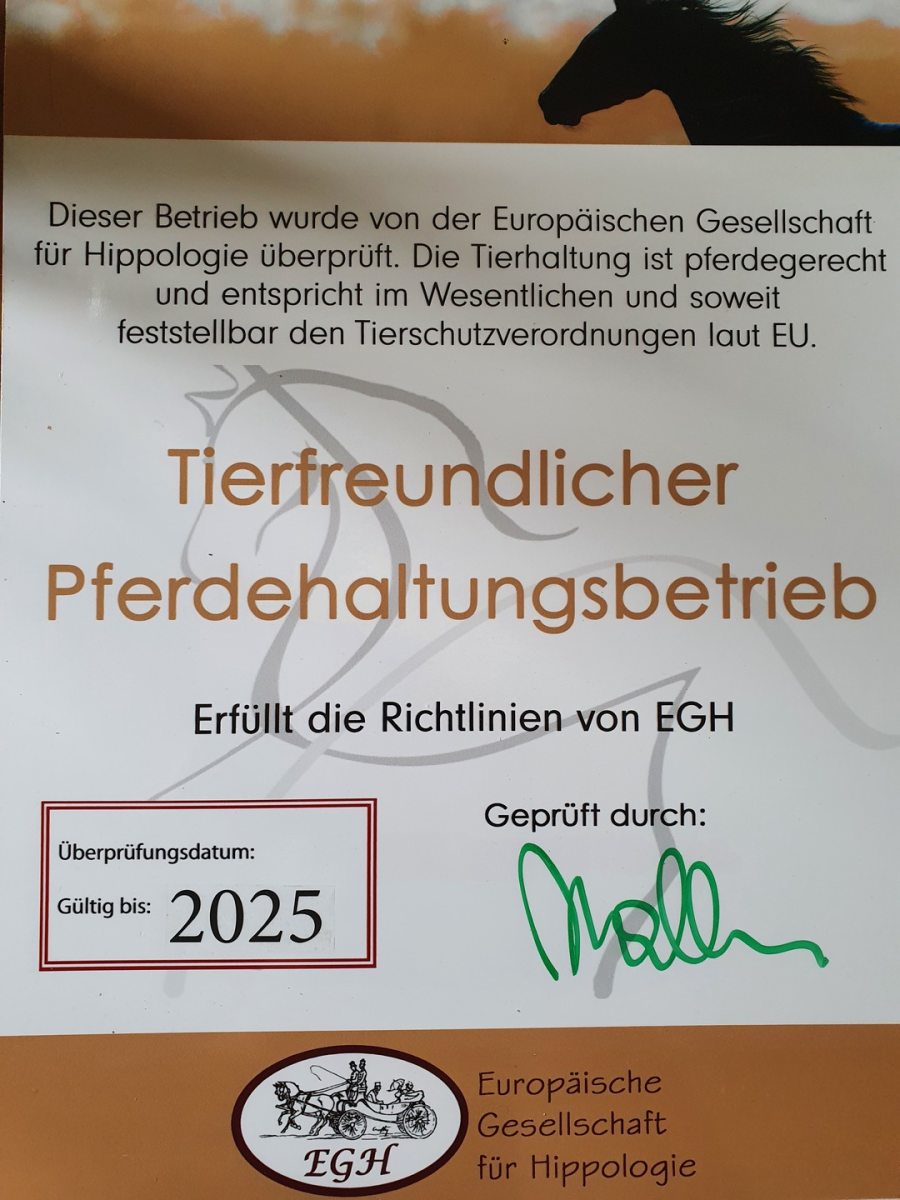 Dieser Betrieb wurde von der Europäischen Gesellschaft
für Hippologie überprüft. Die Tierhaltung ist pferdegerecht
und entspricht im Wesentlichen und soweit
feststellbar den Tierschutzverordnungen laut EU.
Tierfreundlicher
Pferdehaltungsbetrieb
Erfüllt die Richtlinien von EGH
Überprüfungsdatum:
Gültig bis: 2025
Geprüft durch:
EGH
Europäische
Gesellschaft
für Hippologie